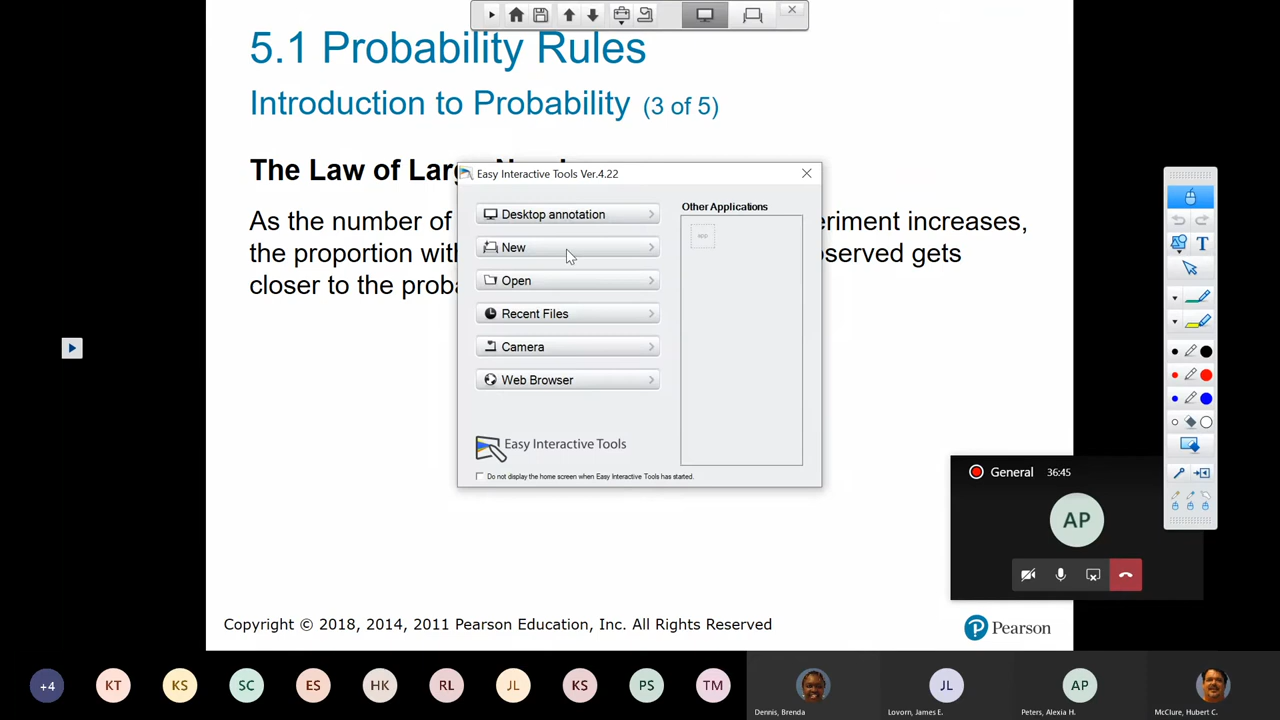 5.1 Probability Rules
Introduction to Probability (3 of 5)
The Law of
As the number of
eriment increases,
the proportion
served gets
closer to the
Easy Interactive Tools Ver.4.22
Desktop annotation
New
Open
Recent Files
Camera
Web Browser
Other Applications
ADD
Easy Interactive Tools
Do not display the home screen when Easy Interactive Tools has started.
T
General 36:45
AP
Copyright © 2018, 2014, 2011 Pearson Education, Inc. All Rights Reserved
Pearson
+4
KT
KS
SC
ES
HK
RL
JL
KS
PS
TM
JL
AP
Dennis, Brenda
Lovorn, James E.
Peters, Alexia H.
McClure, Hubert C.